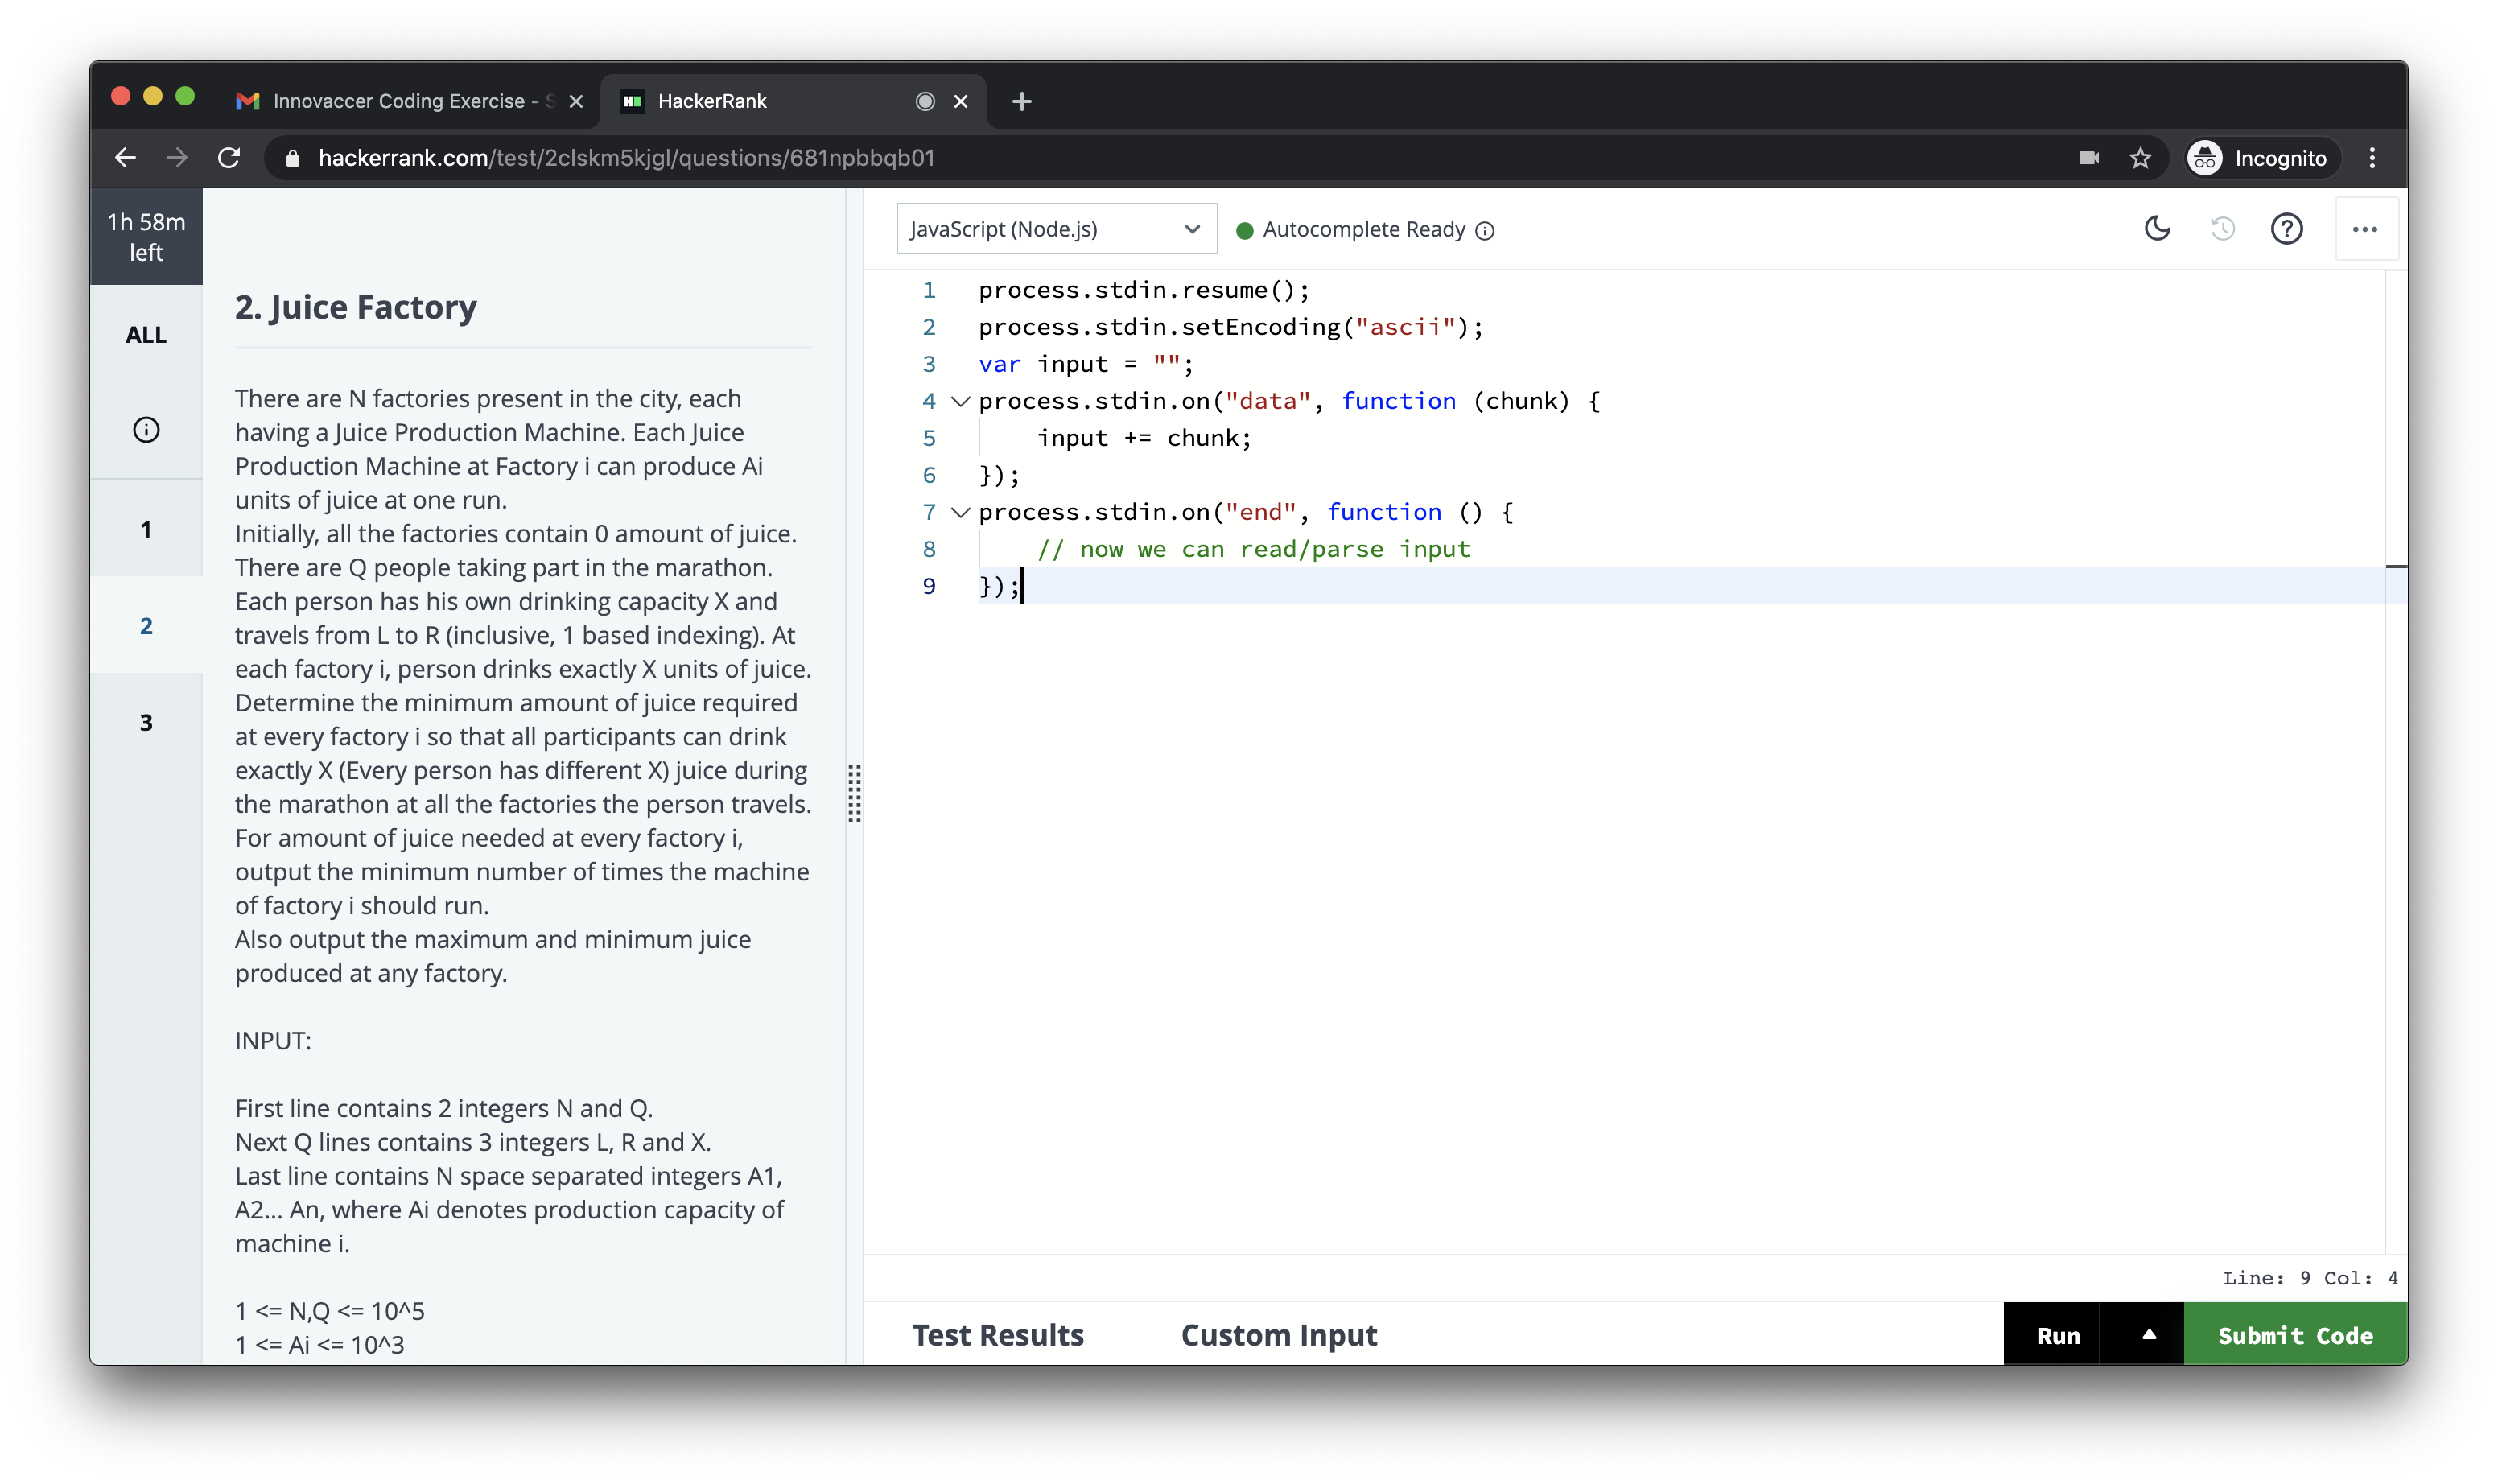 Innovaccer Coding Exercise -
HackerRank
hackerrank.com/test/2clskm5kjgl/questions/681npbbqb01
Incognito
1h 58m
left
ALL
1
2
3
2. Juice Factory
There are N factories present in the city, each
having a Juice Production Machine. Each Juice
Production Machine at Factory i can produce Ai
units of juice at one run.
Initially, all the factories contain 0 amount of juice.
There are Q people taking part in the marathon.
Each person has his own drinking capacity X and
travels from L to R (inclusive, 1 based indexing). At
each factory i, person drinks exactly X units of juice.
Determine the minimum amount of juice required
at every factory i so that all participants can drink
exactly X (Every person has different X) juice during
the marathon at all the factories the person travels.
For amount of juice needed at every factory i,
output the minimum number of times the machine
of factory i should run.
Also output the maximum and minimum juice
produced at any factory.
INPUT:
First line contains 2 integers N and Q.
Next Q lines contains 3 integers L, R and X.
Last line contains N space separated integers A1,
A2... An, where Ai denotes production capacity of
machine i.
1 <= N,Q <= 10^5
1 <= Ai <= 10^3
JavaScript (Node.js)
Autocomplete Ready
1 process.stdin.resume();
2 process.stdin.setEncoding("ascii");
3 var input = "";
4 process.stdin.on("data", function (chunk) {
5     input += chunk;
6 });
7 process.stdin.on("end", function () {
8     // now we can read/parse input
9 });
Line: 9 Col: 4
Test Results
Custom Input
Run
Submit Code